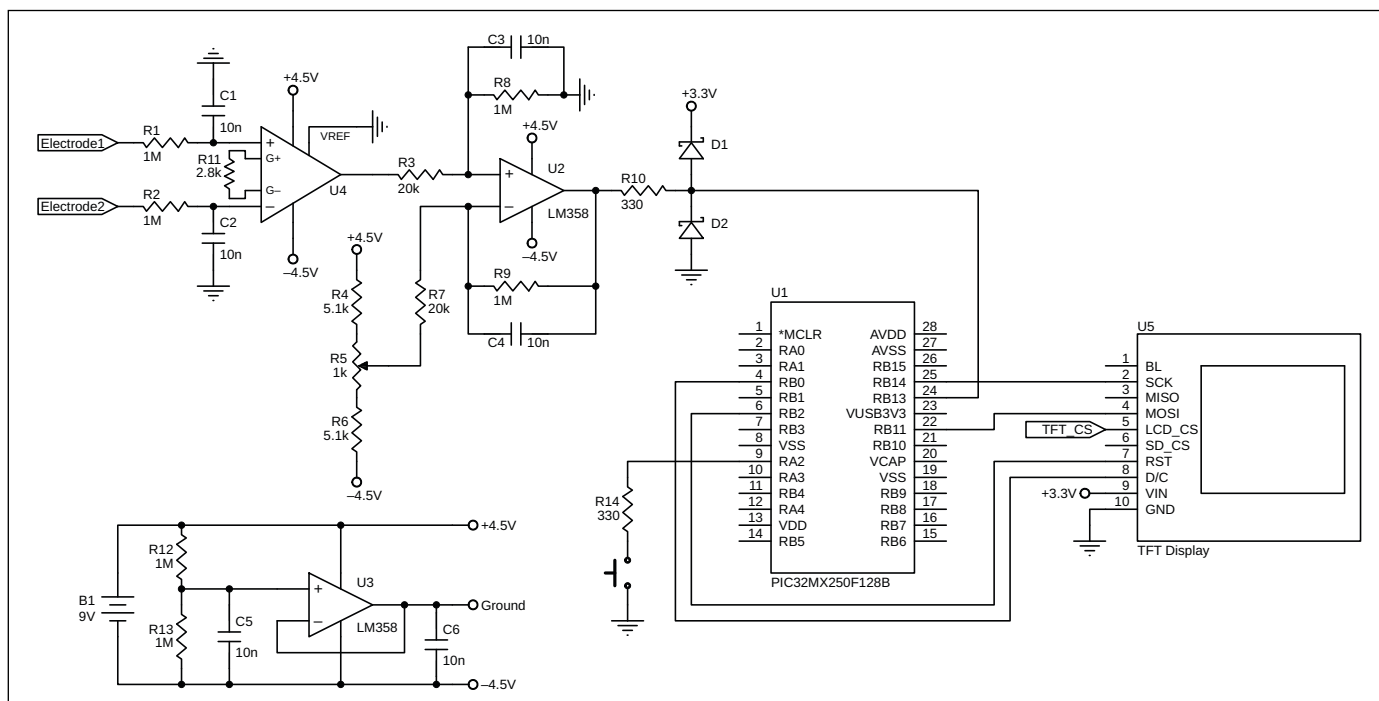 C3 10n
R8
1M
+4.5V
C1
10n
VREF
Electrode1
R1
1M
R11
2.8k
+
G+
G–
–
U4
R2
1M
Electrode2
C2
10n
–4.5V
R3
20k
+4.5V
U2
+
–
LM358
–4.5V
R10
330
+3.3V
D1
D2
+4.5V
R4
5.1k
R5
1k
R6
5.1k
–4.5V
R7
20k
R9
1M
C4 10n
U1
1 *MCLR AVDD 28
2 RA0 AVSS 27
3 RA1 RB15 26
4 RB0 RB14 25
5 RB1 RB13 24
6 RB2 VUSB3V3 23
7 RB3 RB11 22
8 VSS RB10 21
9 RA2 VCAP 20
10 RA3 VSS 19
11 RB4 RB9 18
12 RA4 RB8 17
13 VDD RB7 16
14 RB5 RB6 15
PIC32MX250F128B
R14
330
U5
1 BL
2 SCK
3 MISO
4 MOSI
TFT_CS 5 LCD_CS
6 SD_CS
7 RST
8 D/C
+3.3V 9 VIN
10 GND
TFT Display
+4.5V
R12
1M
B1
9V
R13
1M
C5
10n
U3
+
–
LM358
Ground
C6
10n
–4.5V